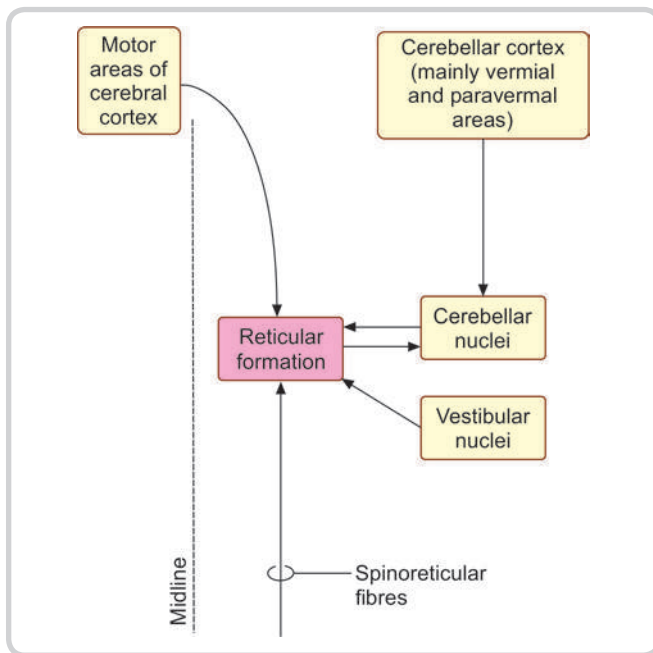 Motor
areas of
cerebral
cortex
Cerebellar cortex
(mainly vermial
and paravermal
areas)
Reticular
formation
Cerebellar
nuclei
Vestibular
nuclei
Midline
Spinoreticular
fibres